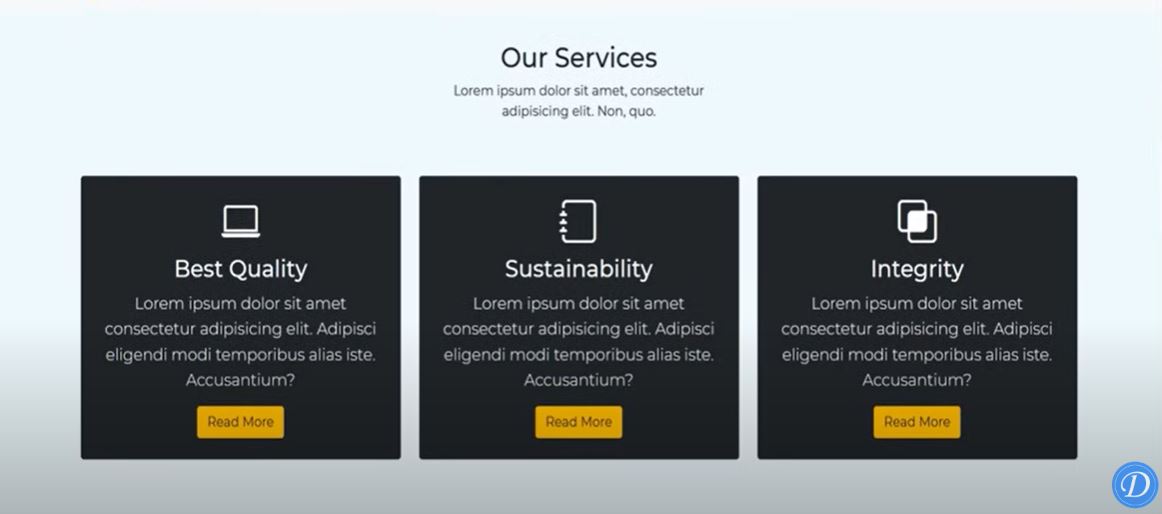 Our Services
Lorem ipsum dolor sit amet, consectetur
adipisicing elit. Non, quo.
Best Quality
Lorem ipsum dolor sit amet
consectetur adipisicing elit. Adipisci
eligendi modi temporibus alias iste.
Accusantium?
Read More
Sustainability
Lorem ipsum dolor sit amet
consectetur adipisicing elit. Adipisci
eligendi modi temporibus alias iste.
Accusantium?
Read More
Integrity
Lorem ipsum dolor sit amet
consectetur adipisicing elit. Adipisci
eligendi modi temporibus alias iste.
Accusantium?
Read More
D